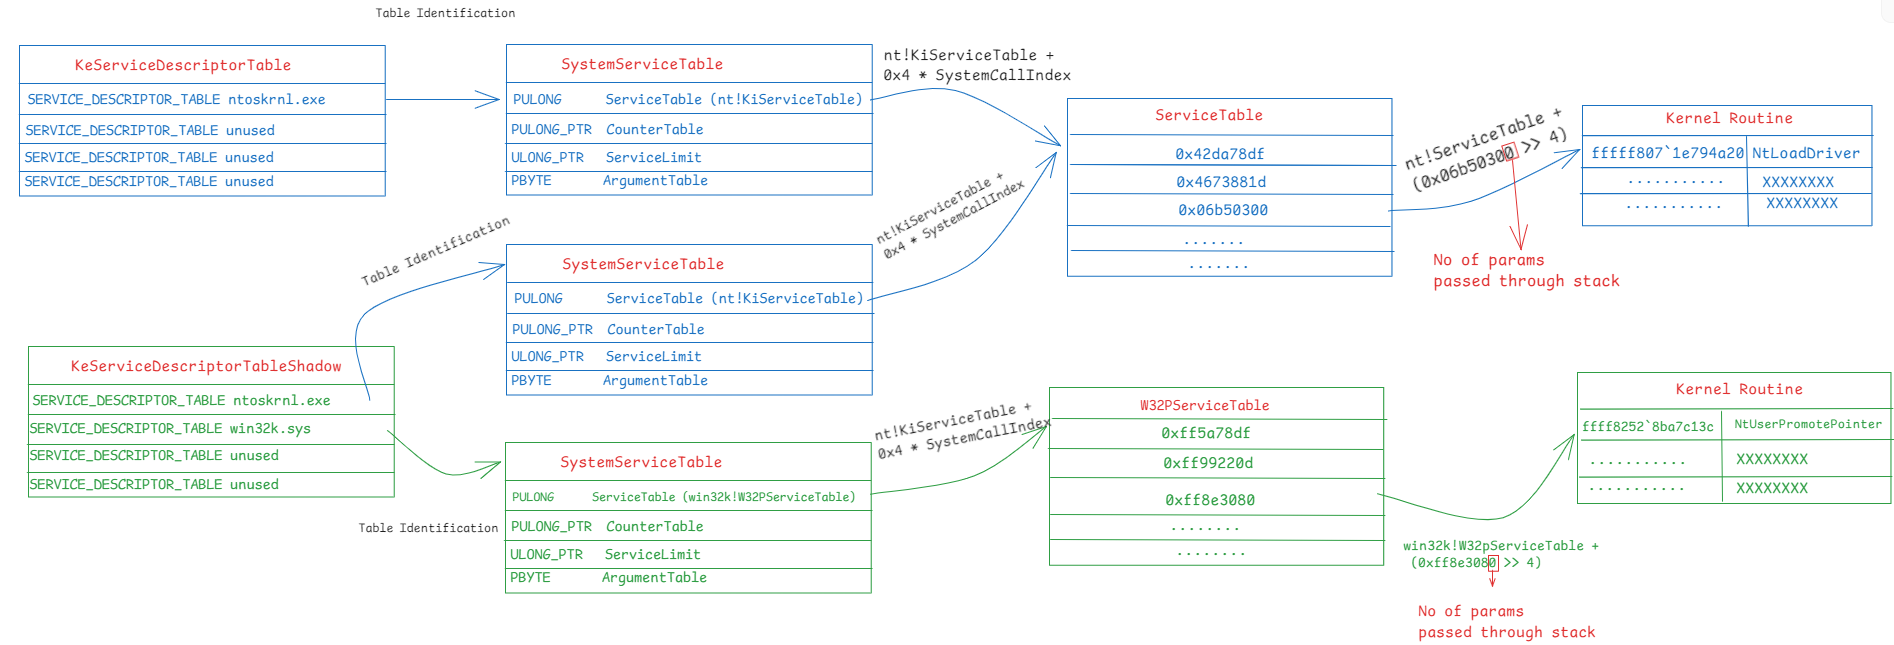 Table Identification
KeServiceDescriptorTable
SERVICE_DESCRIPTOR_TABLE ntoskrnl.exe
SERVICE_DESCRIPTOR_TABLE unused
SERVICE_DESCRIPTOR_TABLE unused
SERVICE_DESCRIPTOR_TABLE unused
SystemServiceTable
PULONG ServiceTable (nt!KiServiceTable)
PULONG_PTR CounterTable
ULONG_PTR ServiceLimit
PBYTE ArgumentTable
nt!KiServiceTable +
0x4 * SystemCallIndex
ServiceTable
0x42da78df
0x4673881d
0x06b50300
.......
.......
nt!ServiceTable +
(0x06b50300 >> 4)
No of params
passed through stack
Kernel Routine
fffff807`1e794a20 NtLoadDriver
........... XXXXXXXX
........... XXXXXXXX
Table Identification
SystemServiceTable
PULONG ServiceTable (nt!KiServiceTable)
PULONG_PTR CounterTable
ULONG_PTR ServiceLimit
PBYTE ArgumentTable
nt!KiServiceTable +
0x4 * SystemCallIndex
KeServiceDescriptorTableShadow
SERVICE_DESCRIPTOR_TABLE ntoskrnl.exe
SERVICE_DESCRIPTOR_TABLE win32k.sys
SERVICE_DESCRIPTOR_TABLE unused
SERVICE_DESCRIPTOR_TABLE unused
Table Identification
SystemServiceTable
PULONG ServiceTable (win32k!W32PServiceTable)
PULONG_PTR CounterTable
ULONG_PTR ServiceLimit
PBYTE ArgumentTable
nt!KiServiceTable +
0x4 * SystemCallIndex
W32PServiceTable
0xff5a78df
0xff99220d
0xff8e3080
........
........
win32k!W32pServiceTable +
(0xff8e3080 >> 4)
No of params
passed through stack
Kernel Routine
ffff8252`8ba7c13c NtUserPromotePointer
........... XXXXXXXX
........... XXXXXXXX